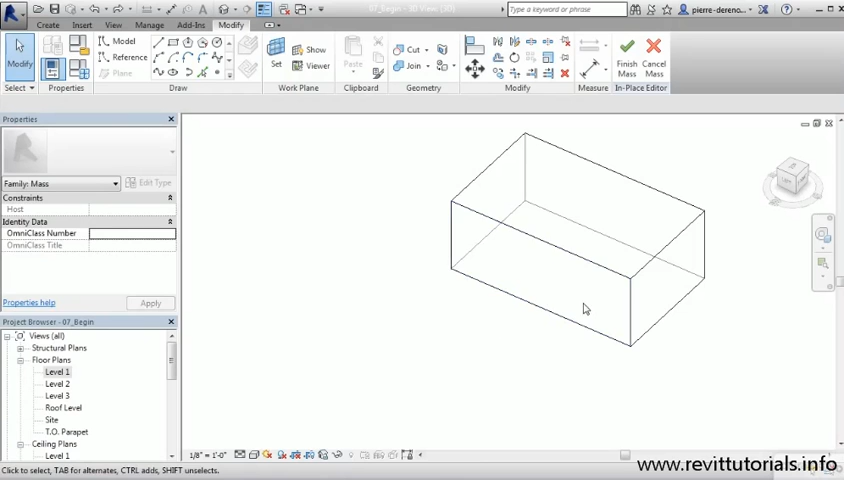 07_Begin - 3D View: {3D}
Type a keyword or phrase
pierre-dereno...
Create Insert View Manage Add-Ins Modify
Modify
Select
Properties
Model
Reference
Plane
Draw
Set
Show
Viewer
Work Plane
Paste
Clipboard
Cut
Join
Geometry
Modify
Measure
Finish Mass
Cancel Mass
In-Place Editor
Properties
Family: Mass
Edit Type
Constraints
Host
Identity Data
OmniClass Number
OmniClass Title
Properties help
Apply
Project Browser - 07_Begin
Views (all)
Structural Plans
Floor Plans
Level 1
Level 2
Level 3
Roof Level
Site
T.O. Parapet
Ceiling Plans
Level 1
1/8" = 1'-0"
Click to select, TAB for alternates, CTRL adds, SHIFT unselects.
www.revittutorials.info